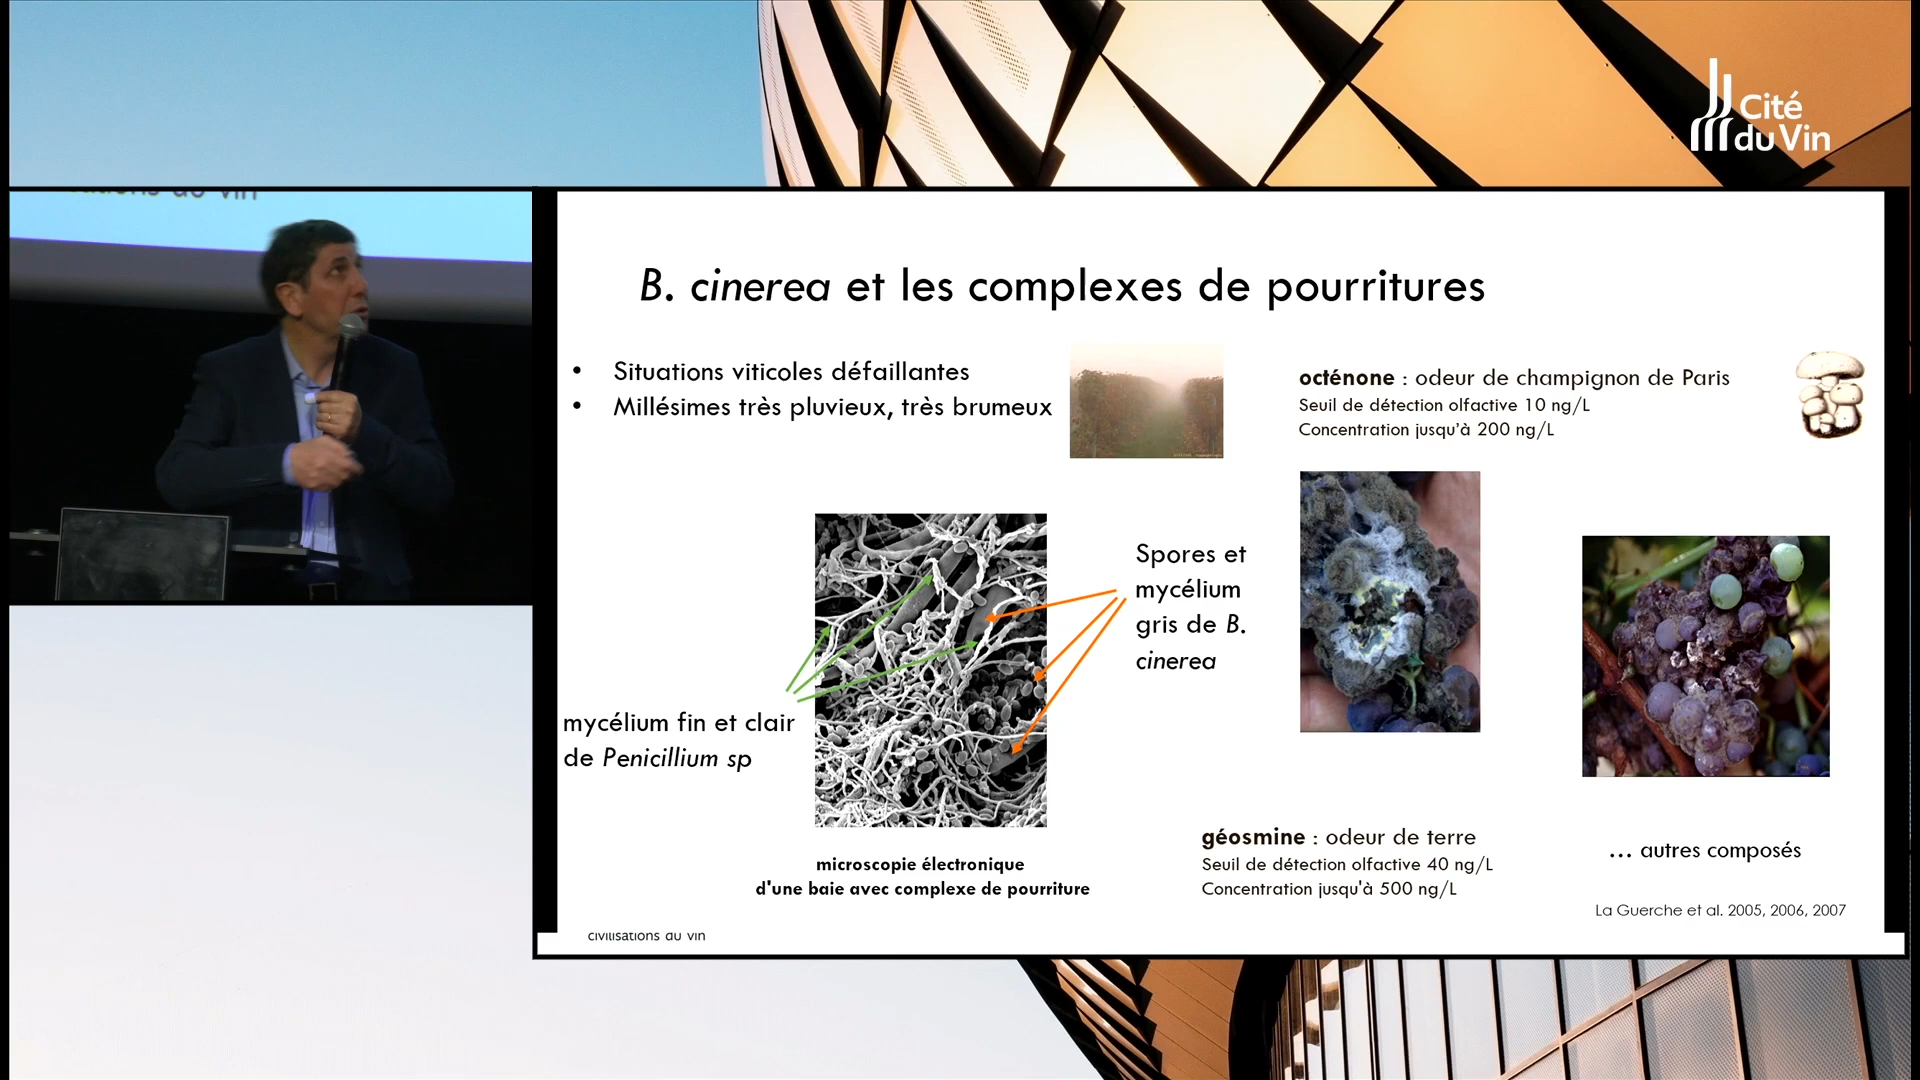 Cité
du Vin
du vin
B. cinerea et les complexes de pourritures
• Situations viticoles défaillantes
• Millésimes très pluvieux, très brumeux
octénone : odeur de champignon de Paris
Seuil de détection olfactive 10 ng/L
Concentration jusqu'à 200 ng/L
Spores et
mycélium
gris de B.
cinerea
mycélium fin et clair
de Penicillium sp
microscopie électronique
d'une baie avec complexe de pourriture
géosmine : odeur de terre
Seuil de détection olfactive 40 ng/L
Concentration jusqu'à 500 ng/L
... autres composés
La Guerche et al. 2005, 2006, 2007
civilisations du vin